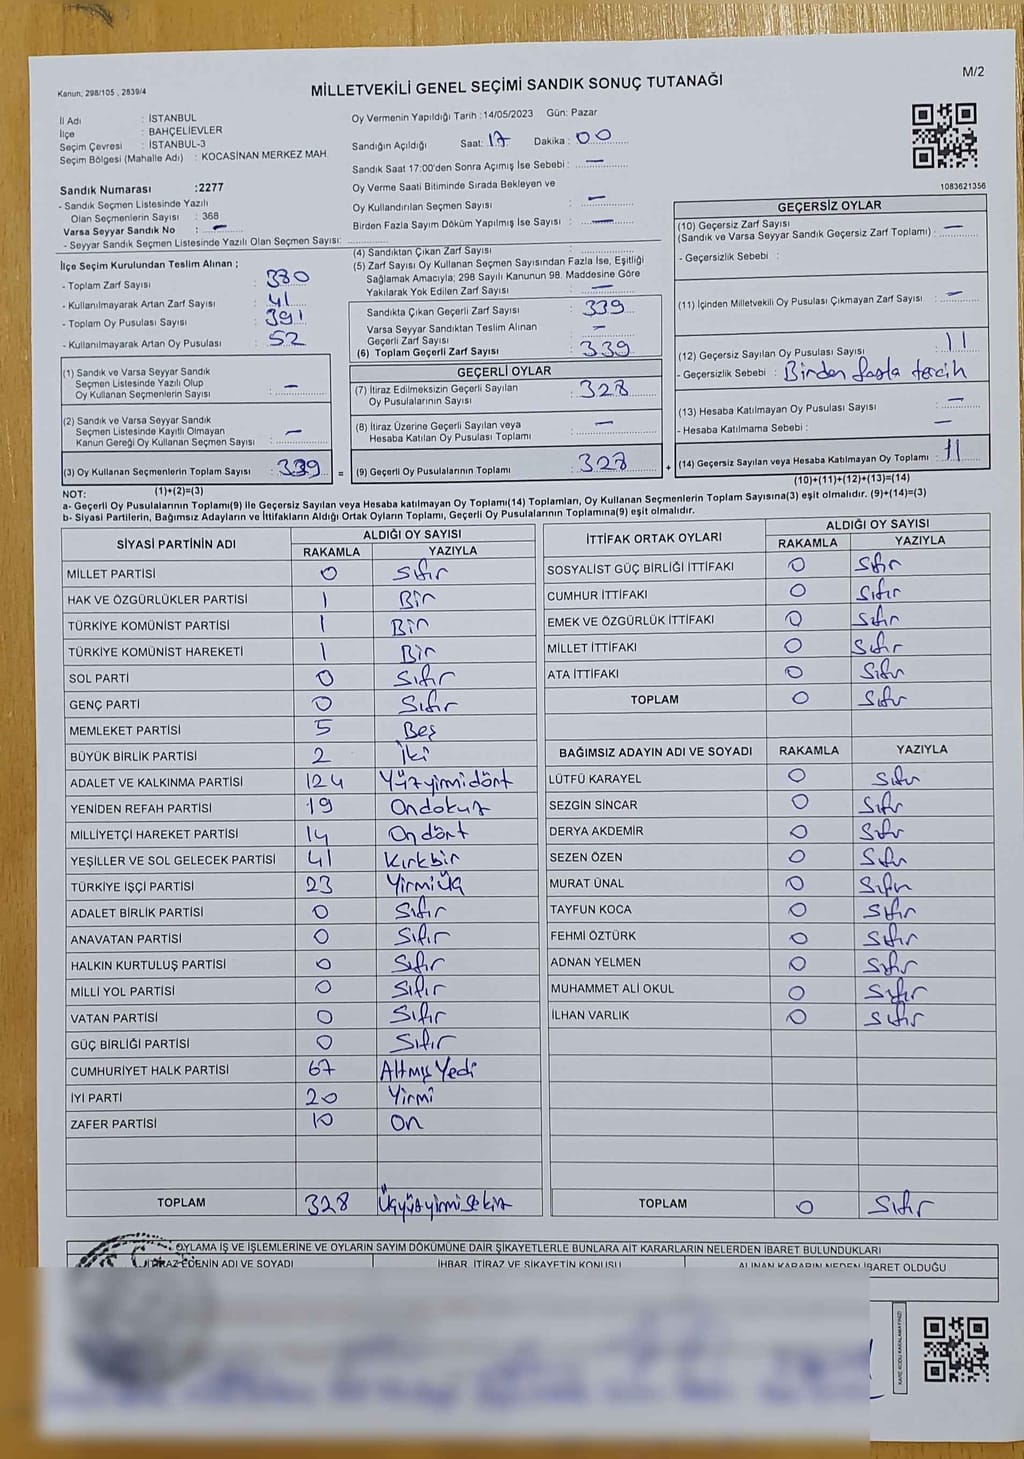 M/2
Kanun: 298/105 , 2839/4
MİLLETVEKİLİ GENEL SEÇİMİ SANDIK SONUÇ TUTANAĞI
İl Adı : İSTANBUL
İlçe : BAHÇELİEVLER
Seçim Çevresi : İSTANBUL-3
Seçim Bölgesi (Mahalle Adı) : KOCASİNAN MERKEZ MAH.
Sandık Numarası :2277
- Sandık Seçmen Listesinde Yazılı
Olan Seçmenlerin Sayısı : 368
Varsa Seyyar Sandık No : -
- Seyyar Sandık Seçmen Listesinde Yazılı Olan Seçmen Sayısı:
Oy Vermenin Yapıldığı Tarih :14/05/2023 Gün: Pazar
Sandığın Açıldığı Saat: 17 Dakika : 00
Sandık Saat 17:00'den Sonra Açımış İse Sebebi : -
Oy Verme Saati Bitiminde Sırada Bekleyen ve
Oy Kullandırılan Seçmen Sayısı : -
Birden Fazla Sayım Döküm Yapılmış İse Sayısı : -
1083621356
İlçe Seçim Kurulundan Teslim Alınan ;
- Toplam Zarf Sayısı : 380
- Kullanılmayarak Artan Zarf Sayısı : 41
- Toplam Oy Pusulası Sayısı : 391
- Kullanılmayarak Artan Oy Pusulası : 52
(4) Sandıktan Çıkan Zarf Sayısı :
(5) Zarf Sayısı Oy Kullanan Seçmen Sayısından Fazla İse, Eşitliği
Sağlamak Amacıyla; 298 Sayılı Kanunun 98. Maddesine Göre
Yakılarak Yok Edilen Zarf Sayısı : -
Sandıkta Çıkan Geçerli Zarf Sayısı : 339
Varsa Seyyar Sandıktan Teslim Alınan
Geçerli Zarf Sayısı : -
(6) Toplam Geçerli Zarf Sayısı : 339
GEÇERSİZ OYLAR
(10) Geçersiz Zarf Sayısı
(Sandık ve Varsa Seyyar Sandık Geçersiz Zarf Toplamı) : -
- Geçersizlik Sebebi :
(11) İçinden Milletvekili Oy Pusulası Çıkmayan Zarf Sayısı : -
(12) Geçersiz Sayılan Oy Pusulası Sayısı : 11
- Geçersizlik Sebebi : Birden fazla tercih
(13) Hesaba Katılmayan Oy Pusulası Sayısı : -
- Hesaba Katılmama Sebebi : -
(14) Geçersiz Sayılan veya Hesaba Katılmayan Oy Toplamı : 11
(10)+(11)+(12)+(13)=(14)
(1) Sandık ve Varsa Seyyar Sandık
Seçmen Listesinde Yazılı Olup
Oy Kullanan Seçmenlerin Sayısı : -
(2) Sandık ve Varsa Seyyar Sandık
Seçmen Listesinde Kayıtlı Olmayan
Kanun Gereği Oy Kullanan Seçmen Sayısı : -
(3) Oy Kullanan Seçmenlerin Toplam Sayısı : 339 =
(1)+(2)=(3)
GEÇERLİ OYLAR
(7) İtiraz Edilmeksizin Geçerli Sayılan
Oy Pusulalarının Sayısı : 328
(8) İtiraz Üzerine Geçerli Sayılan veya
Hesaba Katılan Oy Pusulası Toplamı : -
(9) Geçerli Oy Pusulalarının Toplamı : 328 +
NOT:
a- Geçerli Oy Pusulalarının Toplamı(9) ile Geçersiz Sayılan veya Hesaba katılmayan Oy Toplamı(14) Toplamları, Oy Kullanan Seçmenlerin Toplam Sayısına(3) eşit olmalıdır. (9)+(14)=(3)
b- Siyasi Partilerin, Bağımsız Adayların ve İttifakların Aldığı Ortak Oyların Toplamı, Geçerli Oy Pusulalarının Toplamına(9) eşit olmalıdır.
SİYASİ PARTİNİN ADI ALDIĞI OY SAYISI
RAKAMLA YAZIYLA
MİLLET PARTİSİ 0 Sıfır
HAK VE ÖZGÜRLÜKLER PARTİSİ 1 Bir
TÜRKİYE KOMÜNİST PARTİSİ 1 Bir
TÜRKİYE KOMÜNİST HAREKETİ 1 Bir
SOL PARTİ 0 Sıfır
GENÇ PARTİ 0 Sıfır
MEMLEKET PARTİSİ 5 Beş
BÜYÜK BİRLİK PARTİSİ 2 İki
ADALET VE KALKINMA PARTİSİ 124 Yüzyirmidört
YENİDEN REFAH PARTİSİ 19 Ondokuz
MİLLİYETÇİ HAREKET PARTİSİ 14 Ondört
YEŞİLLER VE SOL GELECEK PARTİSİ 41 Kırkbir
TÜRKİYE İŞÇİ PARTİSİ 23 Yirmiüç
ADALET BİRLİK PARTİSİ 0 Sıfır
ANAVATAN PARTİSİ 0 Sıfır
HALKIN KURTULUŞ PARTİSİ 0 Sıfır
MİLLİ YOL PARTİSİ 0 Sıfır
VATAN PARTİSİ 0 Sıfır
GÜÇ BİRLİĞİ PARTİSİ 0 Sıfır
CUMHURİYET HALK PARTİSİ 67 Altmış Yedi
İYİ PARTİ 20 Yirmi
ZAFER PARTİSİ 10 On
TOPLAM 328 Üçyüzyirmisekiz
İTTİFAK ORTAK OYLARI ALDIĞI OY SAYISI
RAKAMLA YAZIYLA
SOSYALİST GÜÇ BİRLİĞİ İTTİFAKI 0 Sıfır
CUMHUR İTTİFAKI 0 Sıfır
EMEK VE ÖZGÜRLÜK İTTİFAKI 0 Sıfır
MİLLET İTTİFAKI 0 Sıfır
ATA İTTİFAKI 0 Sıfır
TOPLAM 0 Sıfır
BAĞIMSIZ ADAYIN ADI VE SOYADI RAKAMLA YAZIYLA
LÜTFÜ KARAYEL 0 Sıfır
SEZGİN SİNCAR 0 Sıfır
DERYA AKDEMİR 0 Sıfır
SEZEN ÖZEN 0 Sıfır
MURAT ÜNAL 0 Sıfır
TAYFUN KOCA 0 Sıfır
FEHMİ ÖZTÜRK 0 Sıfır
ADNAN YELMEN 0 Sıfır
MUHAMMET ALİ OKUL 0 Sıfır
İLHAN VARLIK 0 Sıfır
TOPLAM 0 Sıfır
OYLAMA İŞ VE İŞLEMLERİNE VE OYLARIN SAYIM DÖKÜMÜNE DAİR ŞİKAYETLERLE BUNLARA AİT KARARLARIN NELERDEN İBARET BULUNDUKLARI
İTİRAZ EDENİN ADI VE SOYADI İHBAR, İTİRAZ VE ŞİKAYETİN KONUSU ALINAN KARARIN NEDEN İBARET OLDUĞU
KARE KODU KARALAMAYINIZ!